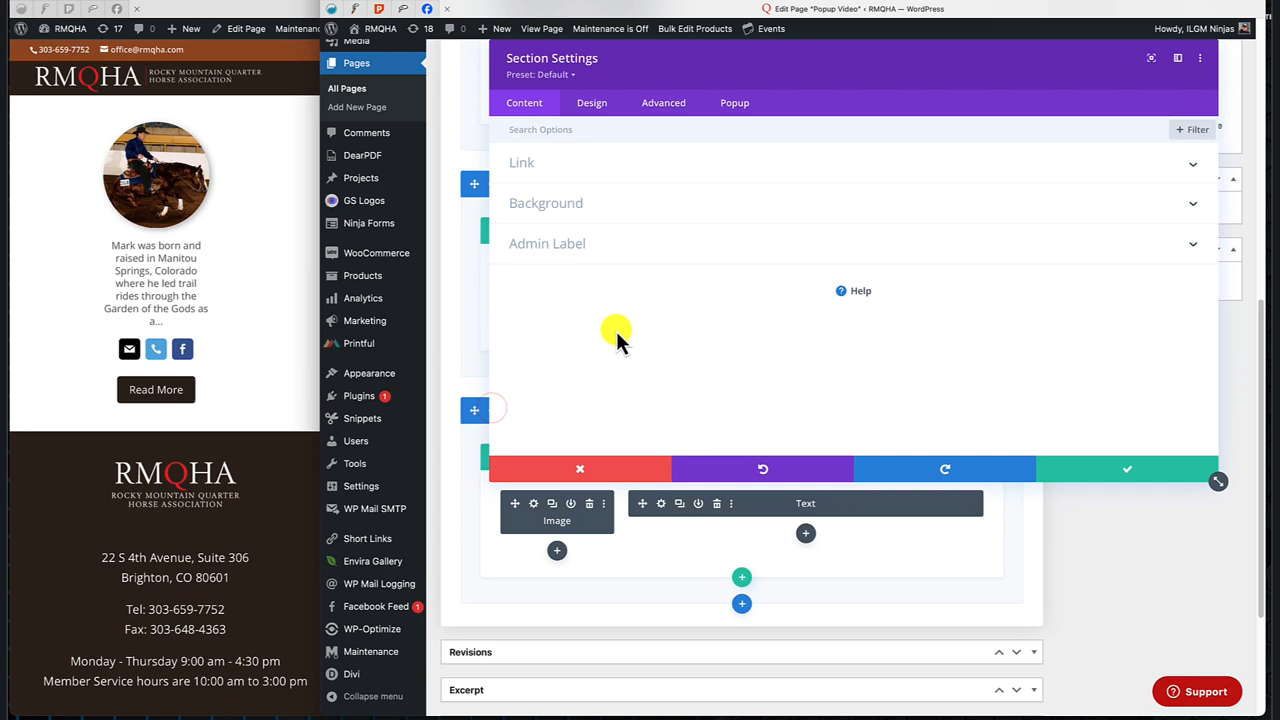 Edit Page “Popup Video” ‹ RMQHA — WordPress
RMQHA
17
0
New
Edit Page
Maintenanc
RMQHA
18
0
New
View Page
Maintenance is Off
Bulk Edit Products
Events
Howdy, ILGM Ninjas
303-659-7752
office@rmqha.com
RMQHA
ROCKY MOUNTAIN QUARTER
HORSE ASSOCIATION
Mark was born and
raised in Manitou
Springs, Colorado
where he led trail
rides through the
Garden of the Gods as
a...
Read More
RMQHA
ROCKY MOUNTAIN QUARTER
HORSE ASSOCIATION
22 S 4th Avenue, Suite 306
Brighton, CO 80601
Tel: 303-659-7752
Fax: 303-648-4363
Monday - Thursday 9:00 am - 4:30 pm
Member Service hours are 10:00 am to 3:00 pm
Media
Pages
All Pages
Add New Page
Comments
DearPDF
Projects
GS Logos
Ninja Forms
WooCommerce
Products
Analytics
Marketing
Printful
Appearance
Plugins 1
Snippets
Users
Tools
Settings
WP Mail SMTP
Short Links
Envira Gallery
WP Mail Logging
Facebook Feed 1
WP-Optimize
Maintenance
Divi
Collapse menu
Section Settings
Preset: Default
Content
Design
Advanced
Popup
Search Options
+ Filter
Link
Background
Admin Label
Help
Image
Text
Revisions
Excerpt
Support